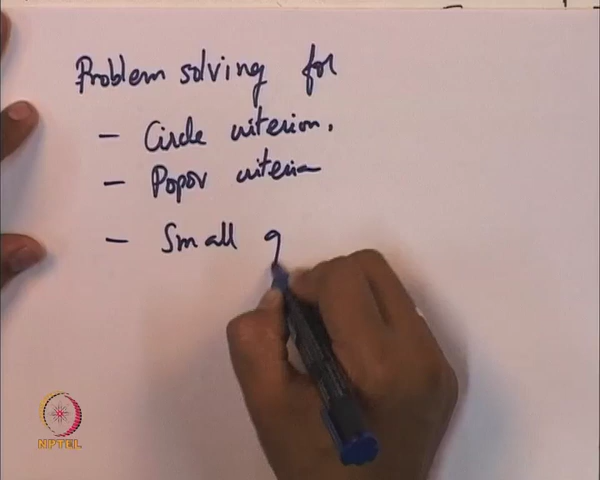 Problem solving for
- Circle criterion.
- Popov criteria
- Small g
NPTEL